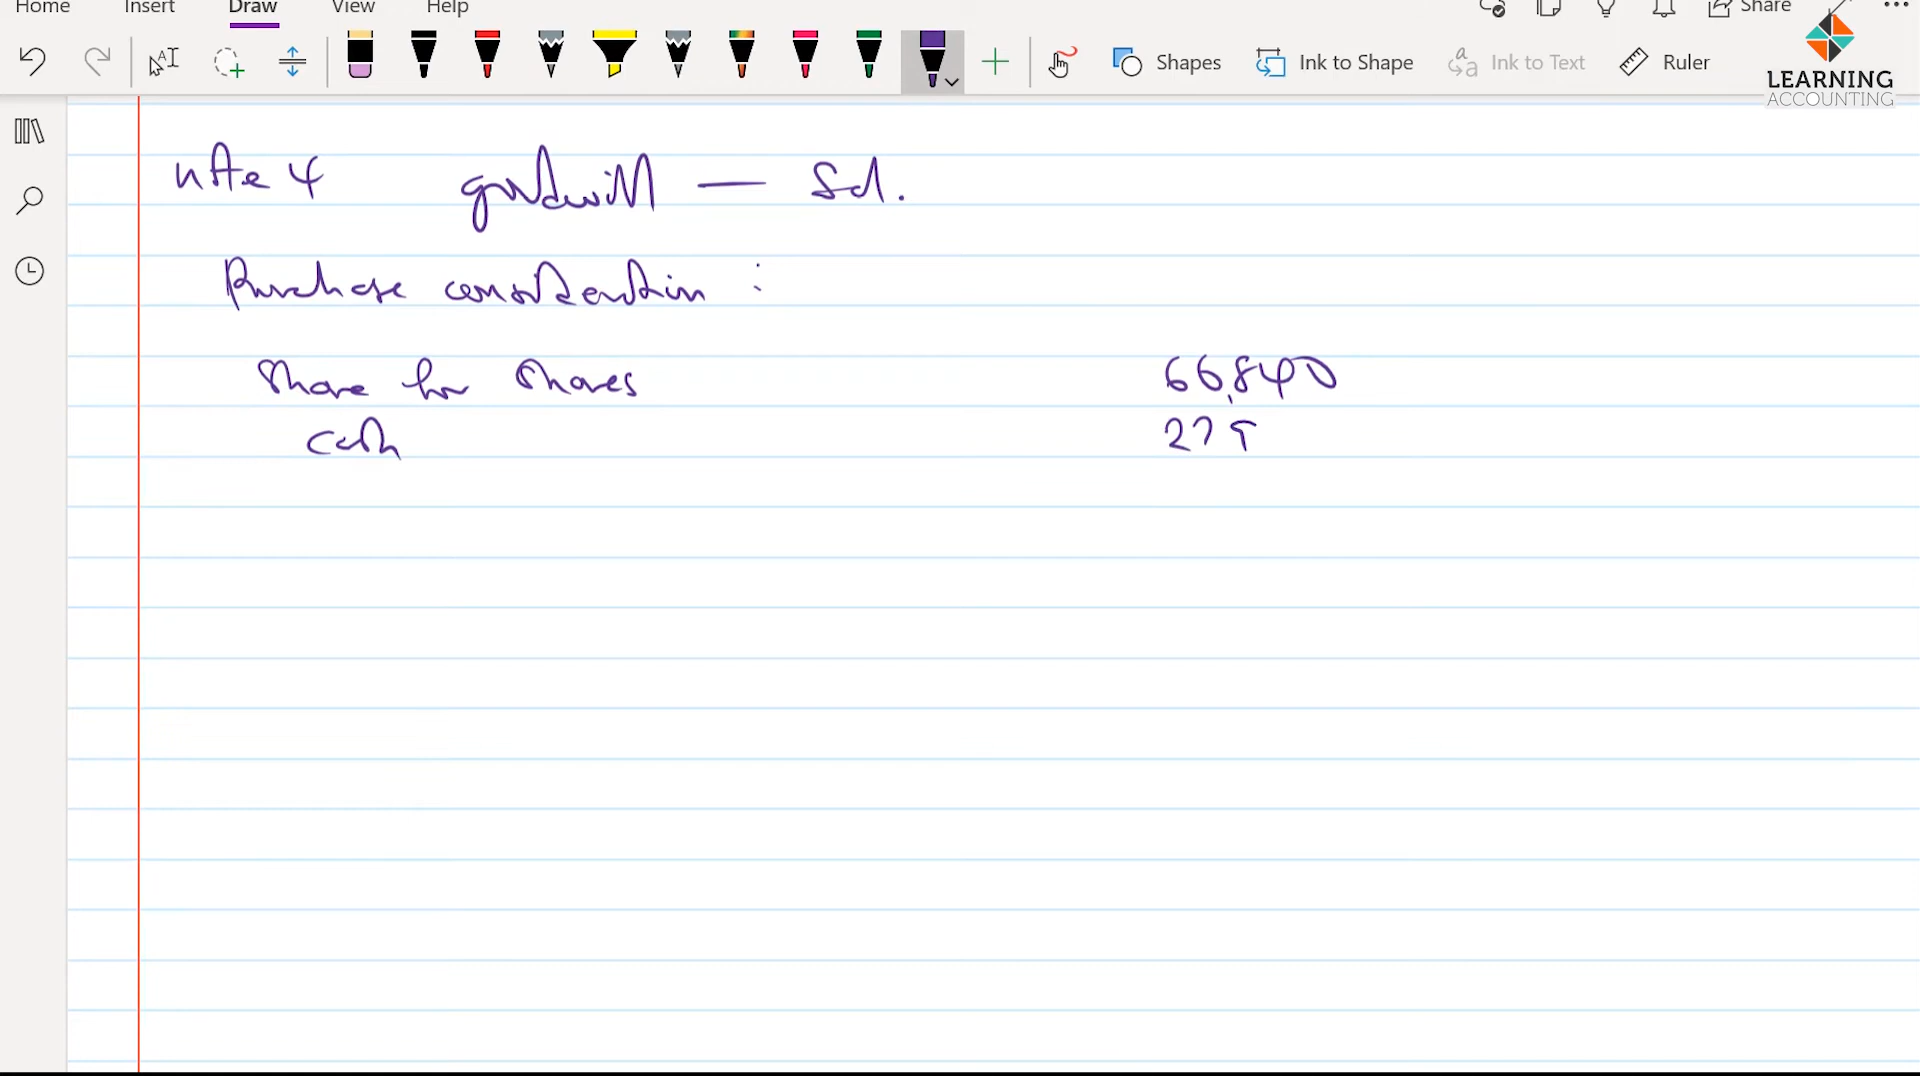 Home Insert Draw View Help Share
Shapes Ink to Shape Ink to Text Ruler
LEARNING
ACCOUNTING
note 4 goodwill — Sd.
Purchase consideration :
Share for Shares 66,840
Cash 27